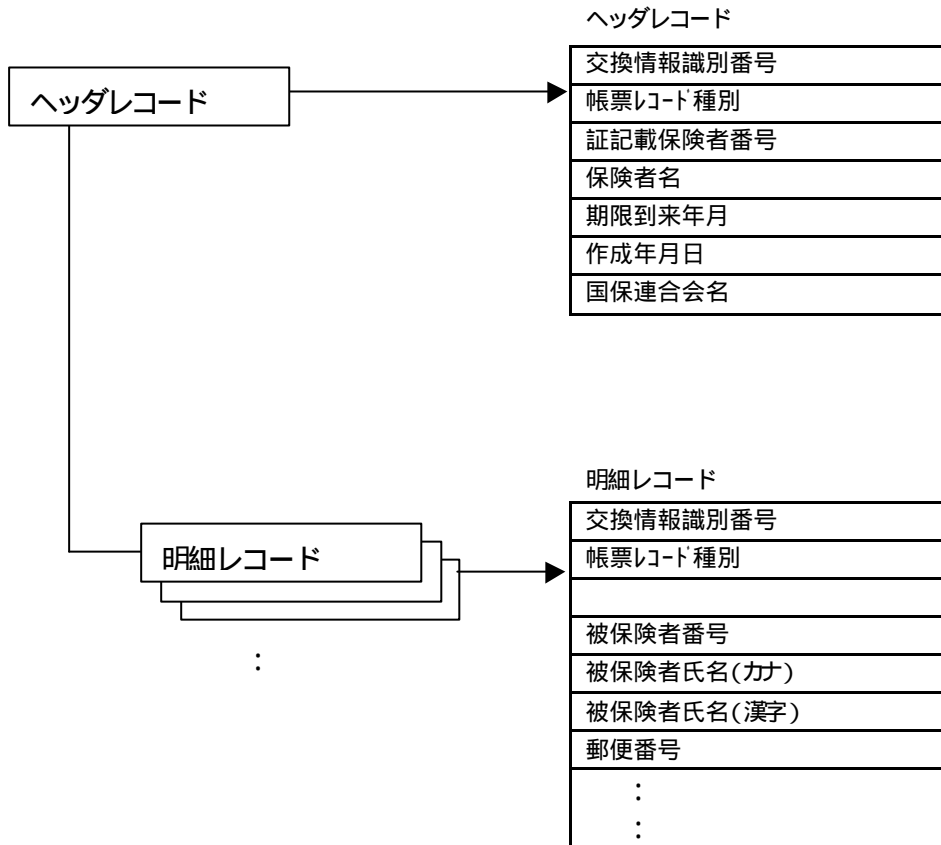 ヘッダレコード
ヘッダレコード
交換情報識別番号
帳票ﾚｺｰﾄﾞ種別
証記載保険者番号
保険者名
期限到来年月
作成年月日
国保連合会名
明細レコード
明細レコード
：
交換情報識別番号
帳票ﾚｺｰﾄﾞ種別
被保険者番号
被保険者氏名(カナ)
被保険者氏名(漢字)
郵便番号
：
：